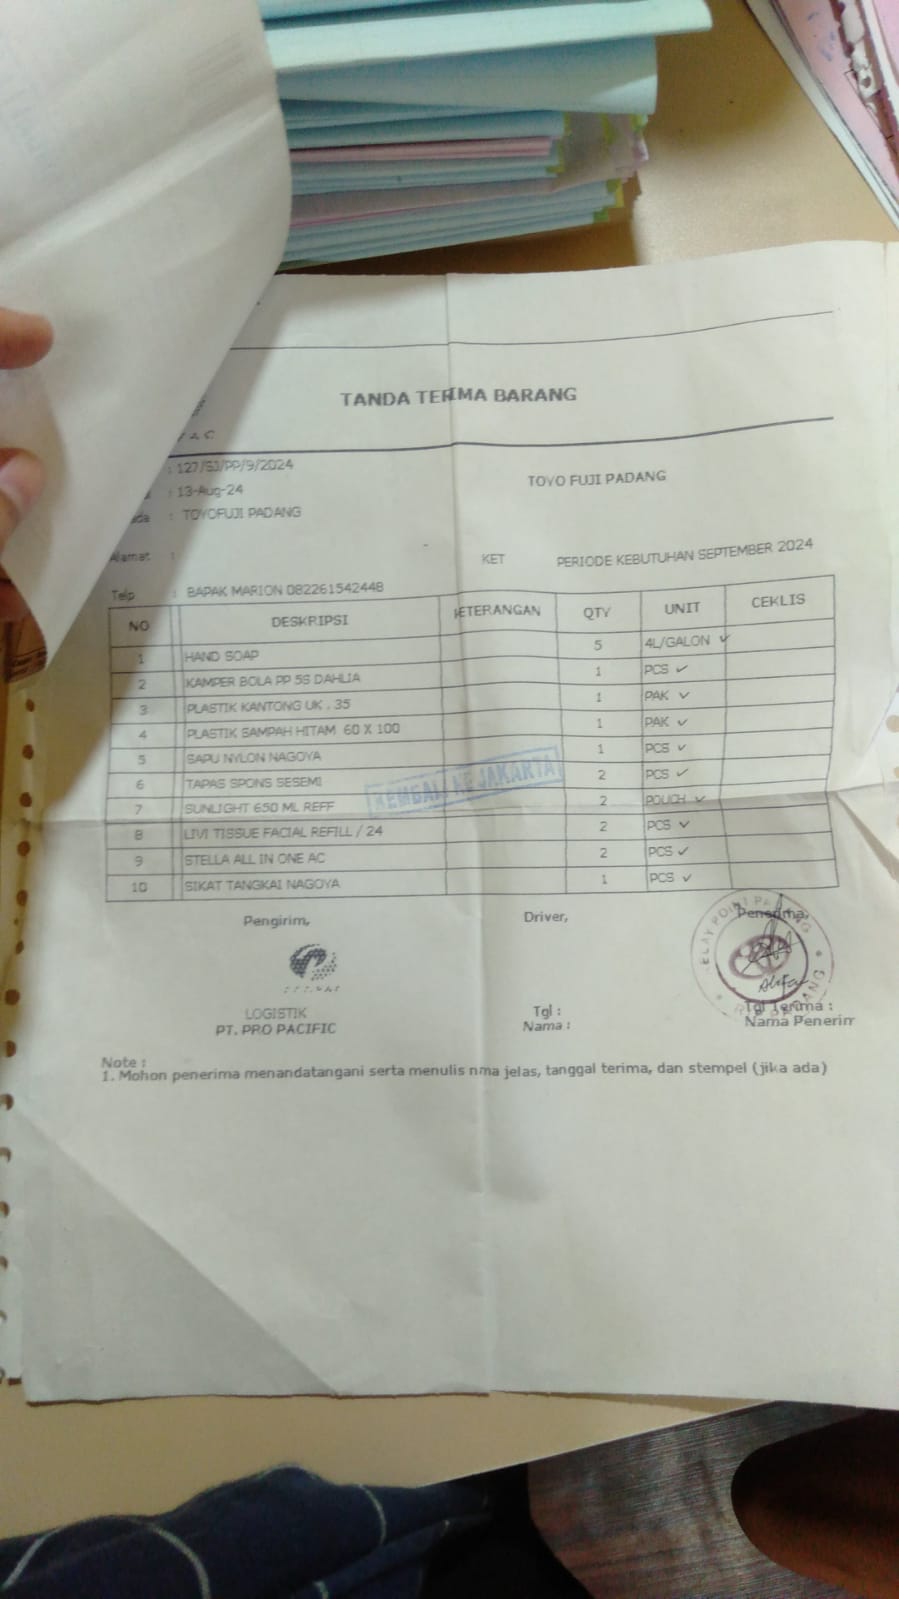 TANDA TERIMA BARANG
: 127/SJ/PP/9/2024
: 13-Aug-24
TOYO FUJI PADANG
: TOYOFUJI PADANG
Alamat :
KET PERIODE KEBUTUHAN SEPTEMBER 2024
Telp : BAPAK MARION 082261542448
NO DESKRIPSI KETERANGAN QTY UNIT CEKLIS
1 HAND SOAP 5 4L/GALON ✓
2 KAMPER BOLA PP 5S DAHLIA 1 PCS ✓
3 PLASTIK KANTONG UK . 35 1 PAK ✓
4 PLASTIK SAMPAH HITAM 60 X 100 1 PAK ✓
5 SAPU NYLON NAGOYA 1 PCS ✓
6 TAPAS SPONS SESEMI 2 PCS ✓
7 SUNLIGHT 650 ML REFF 2 POUCH ✓
8 LIVI TISSUE FACIAL REFILL / 24 2 PCS ✓
9 STELLA ALL IN ONE AC 2 PCS ✓
10 SIKAT TANGKAI NAGOYA 1 PCS ✓
KEMBALI KE JAKARTA
Pengirim, Driver, Penerima,
RELAY POINT PADANG
PADANG
LOGISTIK Tgl : Tgl Terima :
PT. PRO PACIFIC Nama : Nama Penerim
Note :
1. Mohon penerima menandatangani serta menulis nma jelas, tanggal terima, dan stempel (jika ada)